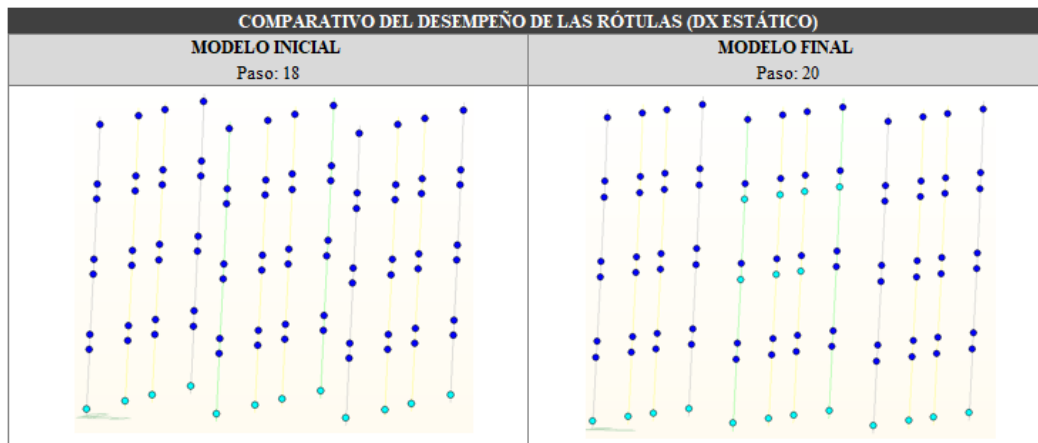 COMPARATIVO DEL DESEMPEÑO DE LAS RÓTULAS (DX ESTÁTICO)
MODELO INICIAL
Paso: 18
MODELO FINAL
Paso: 20